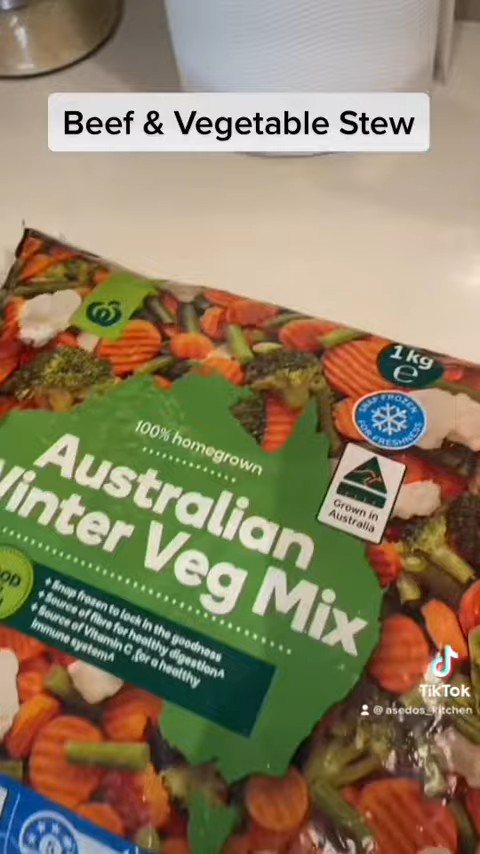 Beef & Vegetable Stew
1kg
e
SNAP FROZEN
FOR FRESHNESS
100% homegrown
Australian
Winter Veg Mix
Grown in
Australia
+ Snap frozen to lock in the goodness
+ Source of fibre for healthy digestion^
+ Source of Vitamin C for a healthy
immune system^
TikTok
@ asedos_kitchen